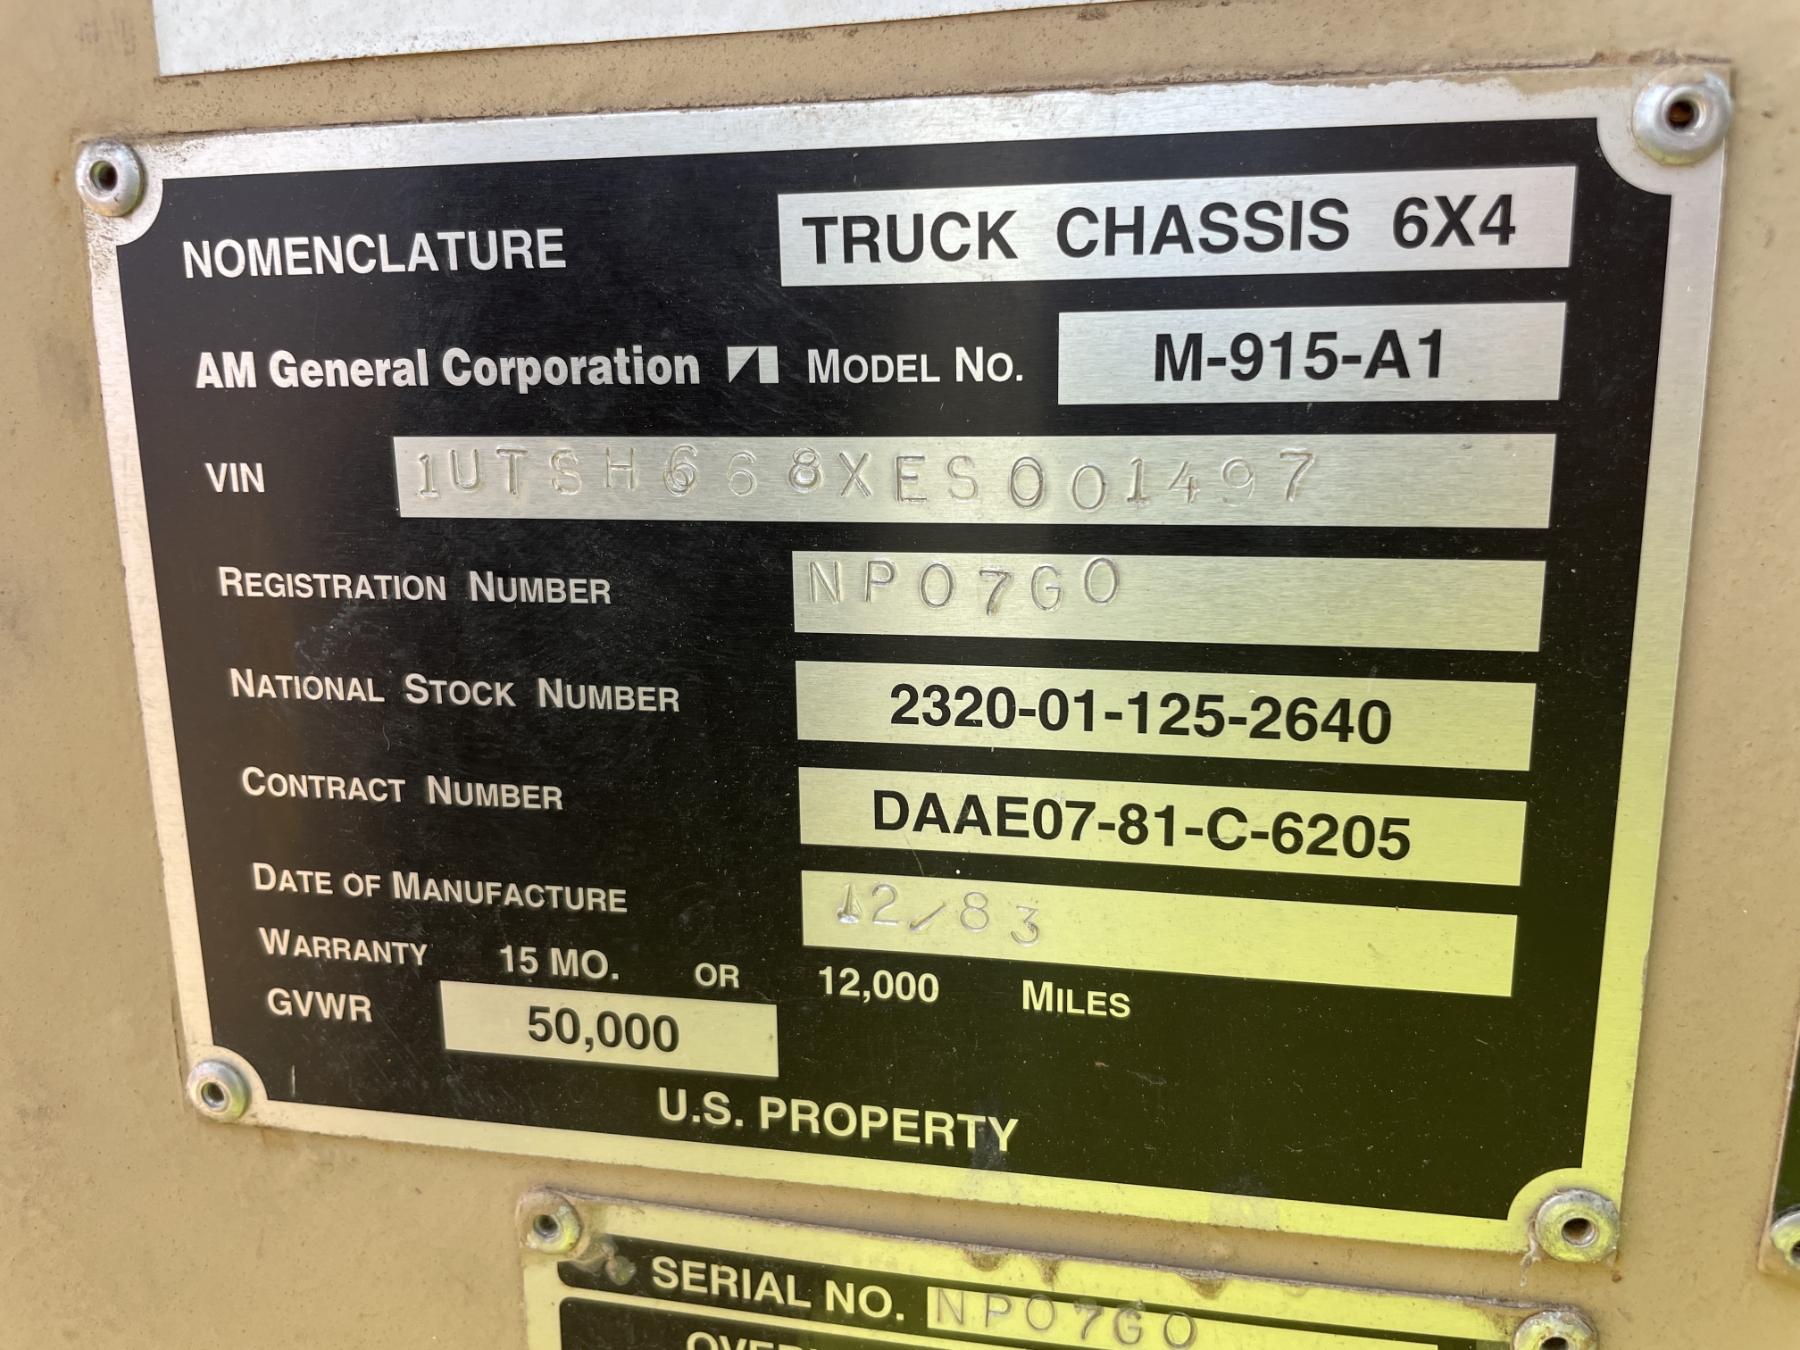 NOMENCLATURE TRUCK CHASSIS 6X4
AM General Corporation MODEL NO. M-915-A1
VIN 1UTSH668XES001497
REGISTRATION NUMBER NP07GO
NATIONAL STOCK NUMBER 2320-01-125-2640
CONTRACT NUMBER DAAE07-81-C-6205
DATE OF MANUFACTURE 12/83
WARRANTY 15 MO. OR 12,000 MILES
GVWR 50,000
U.S. PROPERTY
SERIAL NO. NP07GO